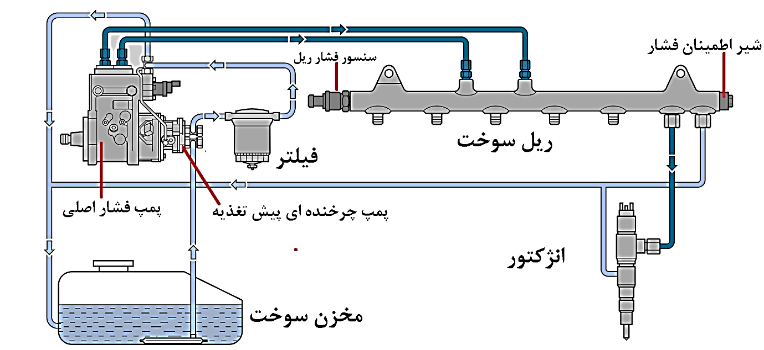 شیر اطمینان فشار
سنسور فشار ریل
ریل سوخت
فیلتر
پمپ فشار اصلی
پمپ چرخنده ای پیش تغذیه
انژکتور
مخزن سوخت